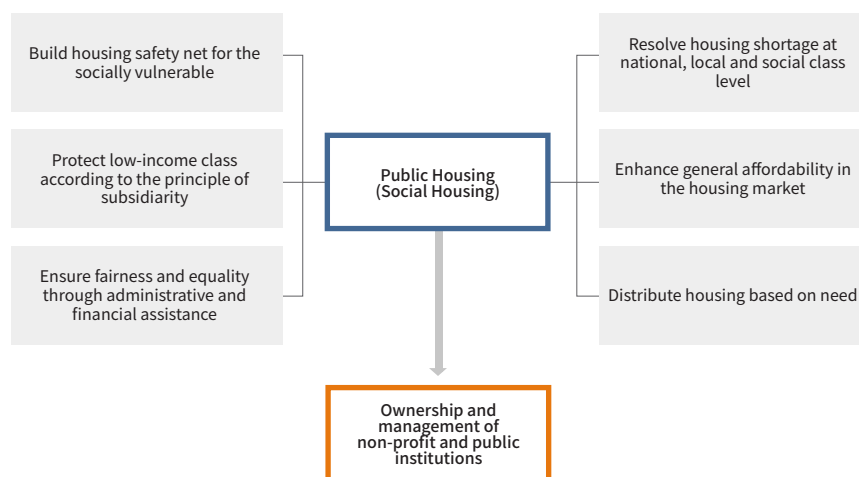 Build housing safety net for the
socially vulnerable
Protect low-income class
according to the principle of
subsidiarity
Ensure fairness and equality
through administrative and
financial assistance
Public Housing
(Social Housing)
Resolve housing shortage at
national, local and social class
level
Enhance general affordability in
the housing market
Distribute housing based on need
Ownership and
management of
non-profit and public
institutions